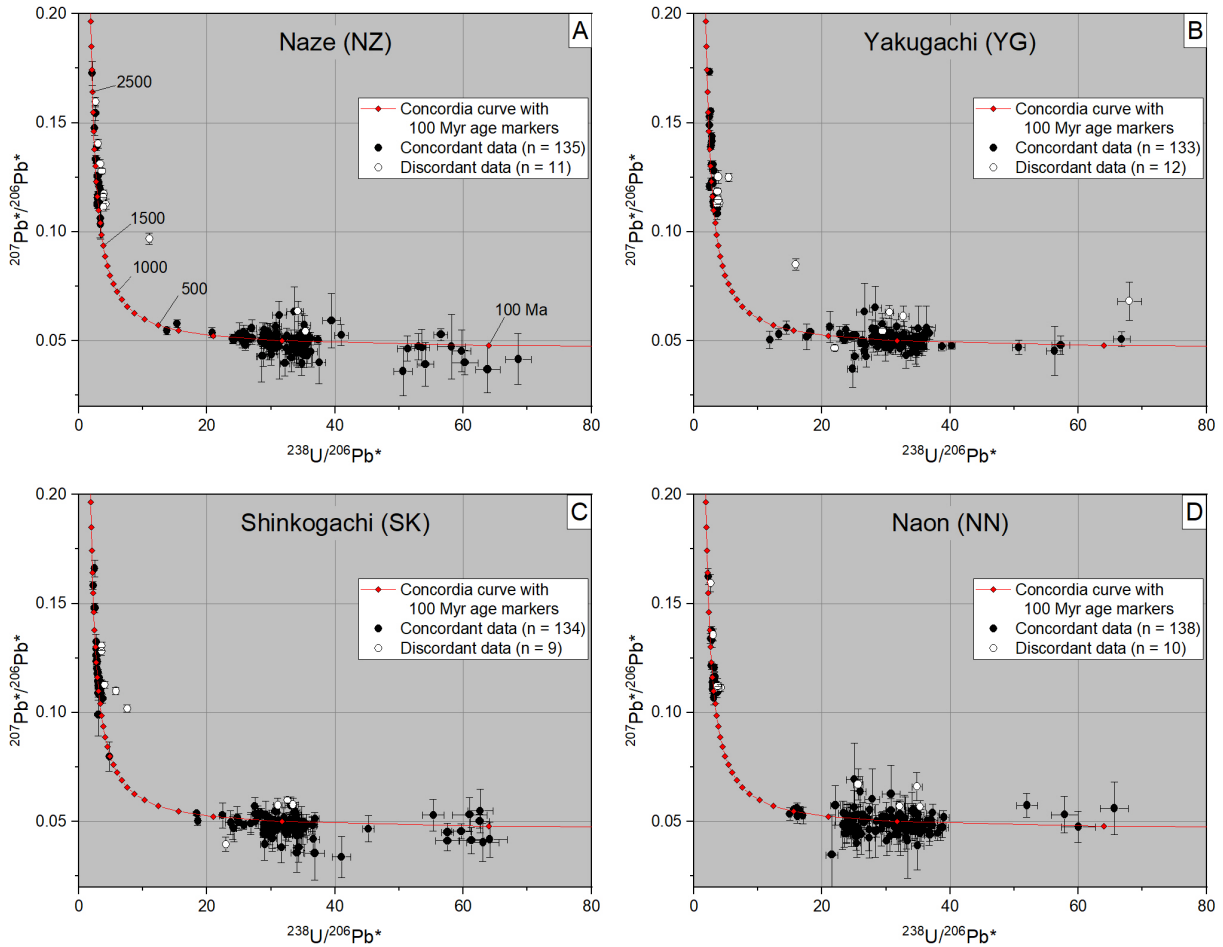 A
Naze (NZ)
Concordia curve with
100 Myr age markers
Concordant data (n = 135)
Discordant data (n = 11)
2500
1500
1000
500
100 Ma
0.20
0.15
0.10
0.05
0
20
40
60
80
²⁰⁷Pb*/²⁰⁶Pb*
²³⁸U/²⁰⁶Pb*
B
Yakugachi (YG)
Concordia curve with
100 Myr age markers
Concordant data (n = 133)
Discordant data (n = 12)
0.20
0.15
0.10
0.05
0
20
40
60
80
²⁰⁷Pb*/²⁰⁶Pb*
²³⁸U/²⁰⁶Pb*
C
Shinkogachi (SK)
Concordia curve with
100 Myr age markers
Concordant data (n = 134)
Discordant data (n = 9)
0.20
0.15
0.10
0.05
0
20
40
60
80
²⁰⁷Pb*/²⁰⁶Pb*
²³⁸U/²⁰⁶Pb*
D
Naon (NN)
Concordia curve with
100 Myr age markers
Concordant data (n = 138)
Discordant data (n = 10)
0.20
0.15
0.10
0.05
0
20
40
60
80
²⁰⁷Pb*/²⁰⁶Pb*
²³⁸U/²⁰⁶Pb*